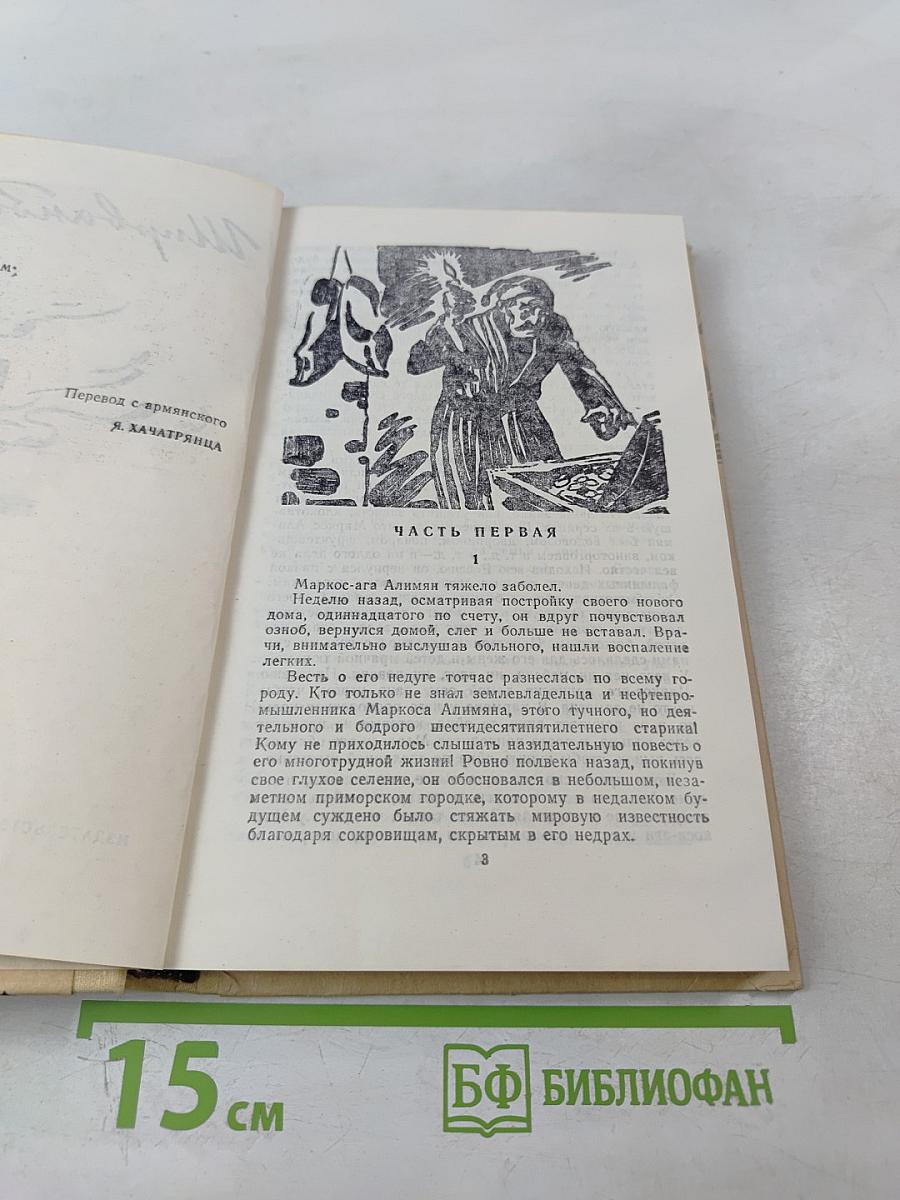 м;
Перевод с армянского
Я. ХАЧАТРЯНЦА
ЧАСТЬ ПЕРВАЯ
1
Маркос-ага Алимян тяжело заболел.
Неделю назад, осматривая постройку своего нового
дома, одиннадцатого по счету, он вдруг почувствовал
озноб, вернулся домой, слег и больше не вставал. Вра-
чи, внимательно выслушав больного, нашли воспаление
легких.
Весть о его недуге тотчас разнеслась по всему го-
роду. Кто только не знал землевладельца и нефтепро-
мышленника Маркоса Алимяна, этого тучного, но дея-
тельного и бодрого шестидесятипятилетнего старика!
Кому не приходилось слышать назидательную повесть о
его многотрудной жизни! Ровно полвека назад, покинув
свое глухое селение, он обосновался в небольшом, неза-
метном приморском городке, которому в недалеком бу-
дущем суждено было стяжать мировую известность
благодаря сокровищам, скрытым в его недрах.
3
15 см
БФ БИБЛИОФАН